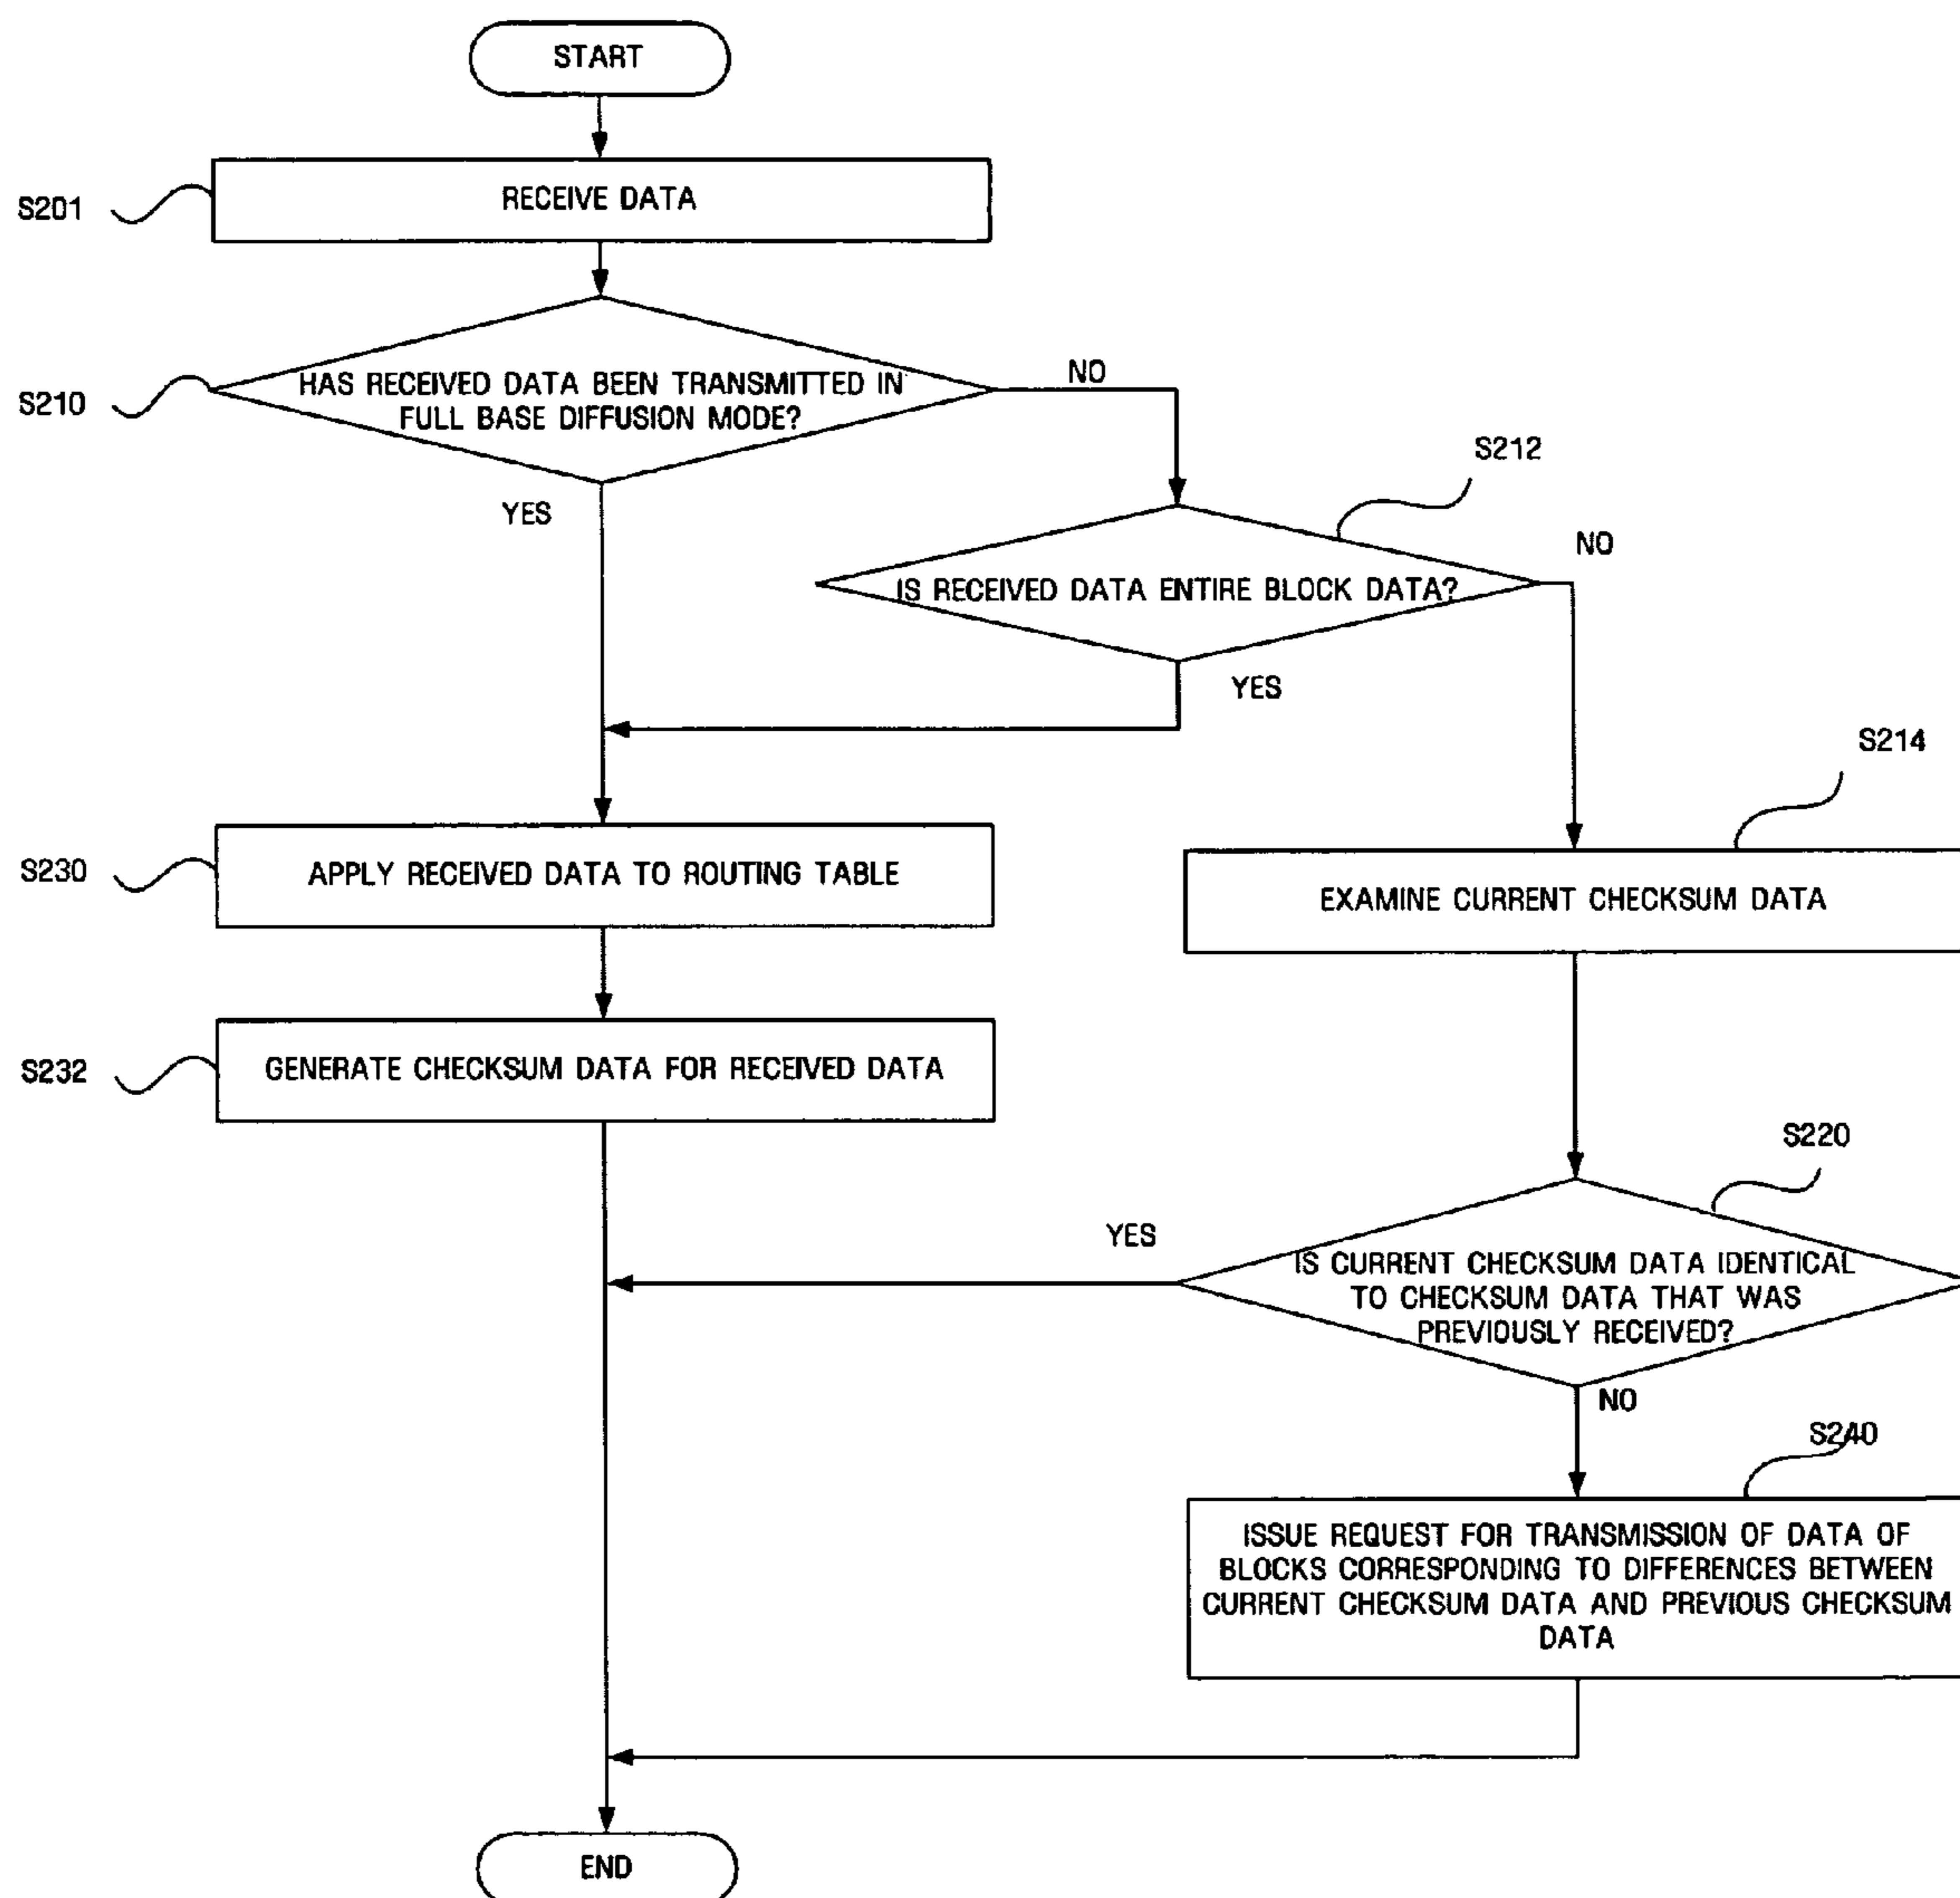 START
S201
RECEIVE DATA
S210
HAS RECEIVED DATA BEEN TRANSMITTED IN
FULL BASE DIFFUSION MODE?
NO
YES
S212
IS RECEIVED DATA ENTIRE BLOCK DATA?
NO
YES
S214
S230
APPLY RECEIVED DATA TO ROUTING TABLE
EXAMINE CURRENT CHECKSUM DATA
S232
GENERATE CHECKSUM DATA FOR RECEIVED DATA
S220
YES
IS CURRENT CHECKSUM DATA IDENTICAL
TO CHECKSUM DATA THAT WAS
PREVIOUSLY RECEIVED?
NO
S240
ISSUE REQUEST FOR TRANSMISSION OF DATA OF
BLOCKS CORRESPONDING TO DIFFERENCES BETWEEN
CURRENT CHECKSUM DATA AND PREVIOUS CHECKSUM
DATA
END